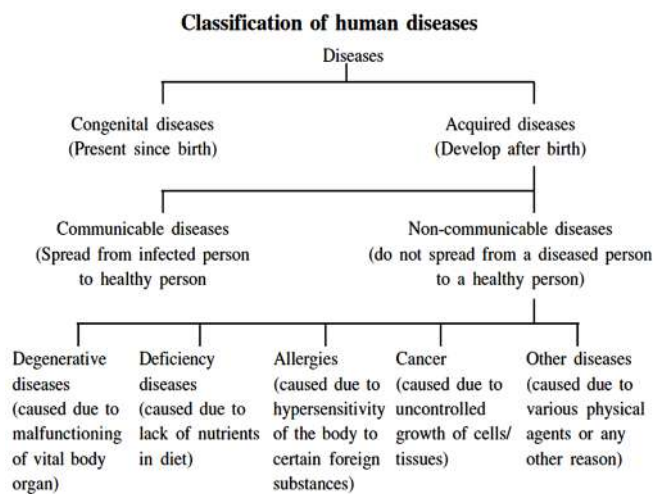 Classification of human diseases
Diseases
Congenital diseases
(Present since birth)
Acquired diseases
(Develop after birth)
Communicable diseases
(Spread from infected person
to healthy person
Non-communicable diseases
(do not spread from a diseased person
to a healthy person)
Degenerative
diseases
(caused due to
malfunctioning
of vital body
organ)
Deficiency
diseases
(caused due to
lack of nutrients
in diet)
Allergies
(caused due to
hypersensitivity
of the body to
certain foreign
substances)
Cancer
(caused due to
uncontrolled
growth of cells/
tissues)
Other diseases
(caused due to
various physical
agents or any
other reason)